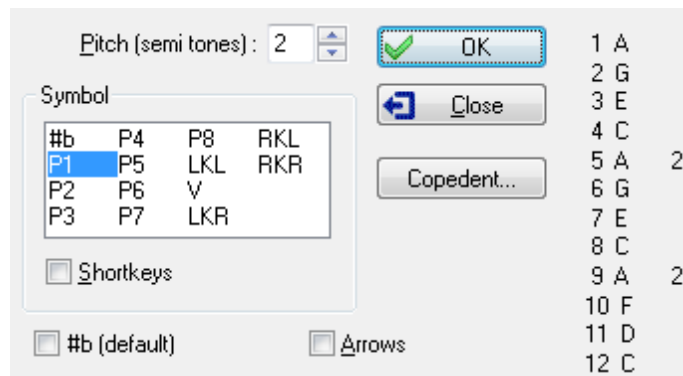 Pitch (semi tones) : 2
OK
Close
Copedent...
Symbol
#b P4 P8 RKL
P1 P5 LKL RKR
P2 P6 V
P3 P7 LKR
Shortkeys
#b (default)
Arrows
1 A
2 G
3 E
4 C
5 A 2
6 G
7 E
8 C
9 A 2
10 F
11 D
12 C